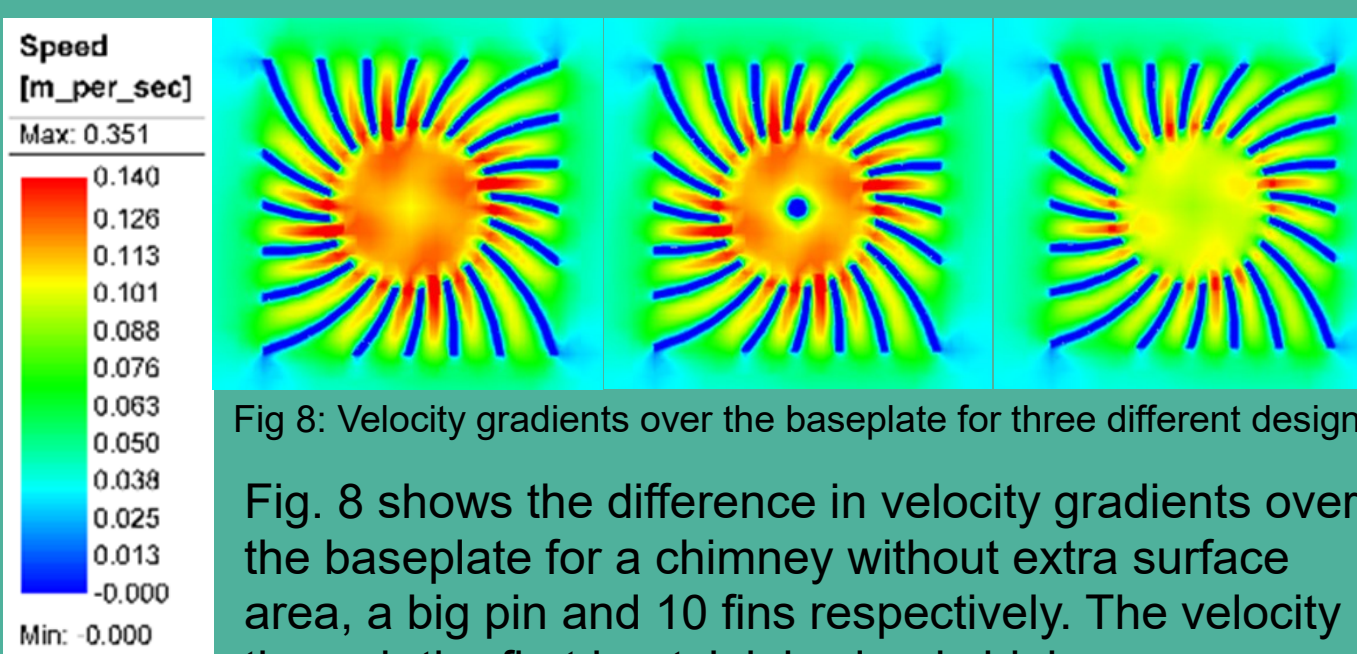 Speed
[m_per_sec]
Max: 0.351
0.140
0.126
0.113
0.101
0.088
0.076
0.063
0.050
0.038
0.025
0.013
-0.000
Min: -0.000
Fig 8: Velocity gradients over the baseplate for three different design
Fig. 8 shows the difference in velocity gradients over
the baseplate for a chimney without extra surface
area, a big pin and 10 fins respectively. The velocity